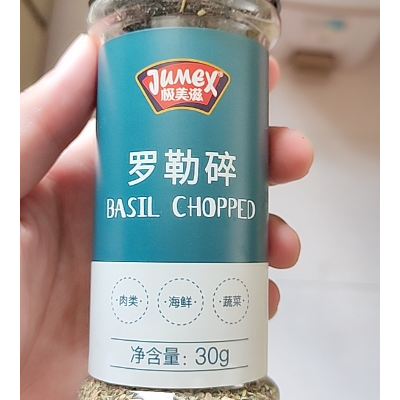 JUMEX
极美滋
罗勒碎
BASIL CHOPPED
·肉类· ·海鲜· ·蔬菜·
净含量: 30g